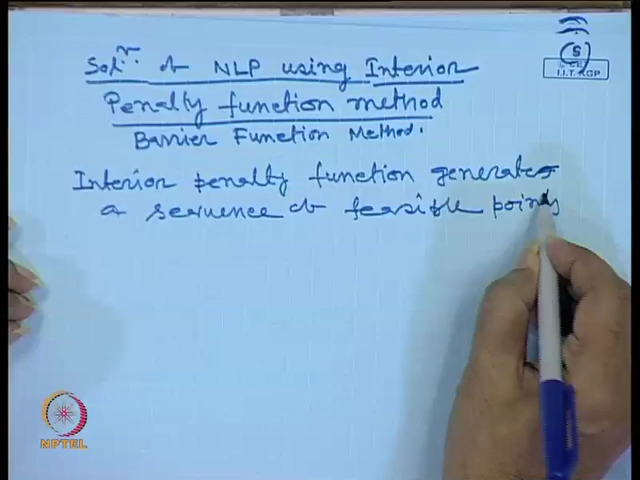 Solⁿ. of NLP using Interior
Penalty function method
Barrier Function Method.
Interior penalty function generates
a sequence of feasible points
5
I.I.T. KGP
NPTEL